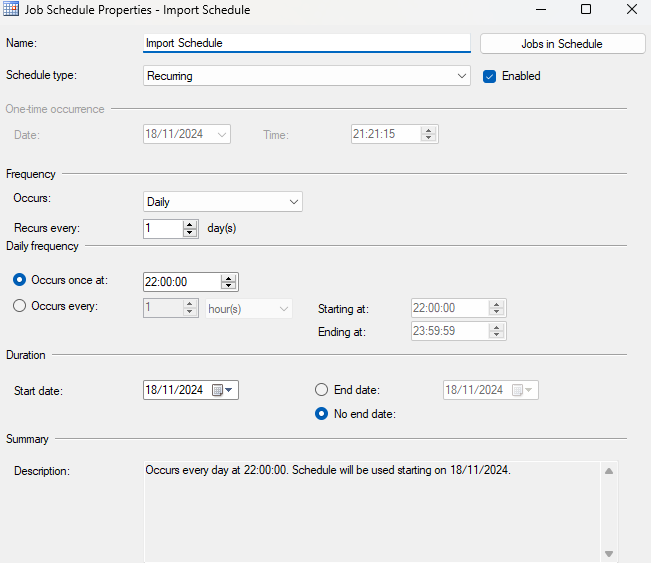 Job Schedule Properties - Import Schedule
Name: Import Schedule Jobs in Schedule
Schedule type: Recurring Enabled
One-time occurrence
Date: 18/11/2024 Time: 21:21:15
Frequency
Occurs: Daily
Recurs every: 1 day(s)
Daily frequency
Occurs once at: 22:00:00
Occurs every: 1 hour(s) Starting at: 22:00:00
Ending at: 23:59:59
Duration
Start date: 18/11/2024 End date: 18/11/2024
No end date:
Summary
Description: Occurs every day at 22:00:00. Schedule will be used starting on 18/11/2024.